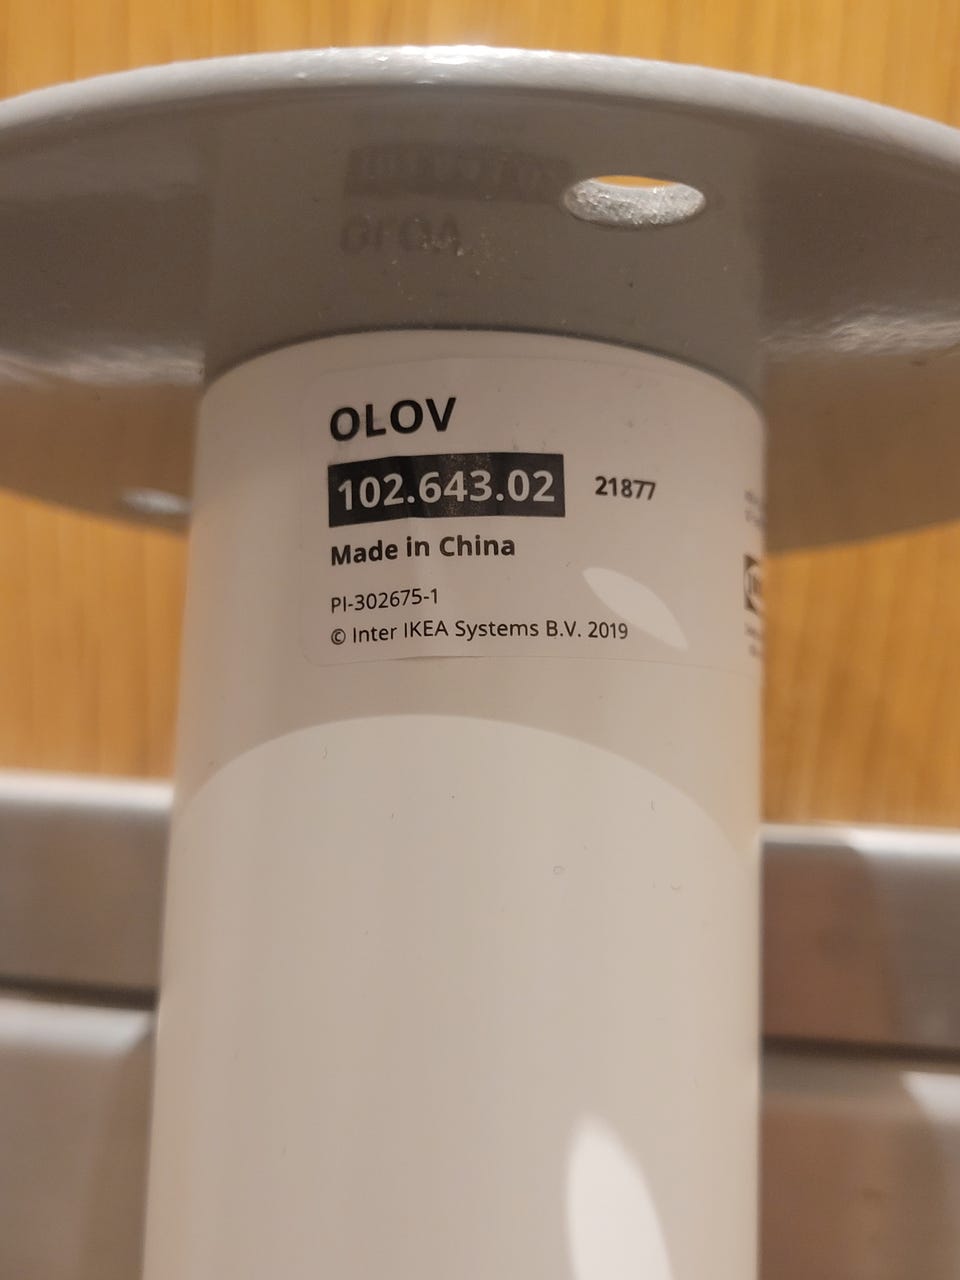 OLOV
102.643.02 21877
Made in China
PI-302675-1
© Inter IKEA Systems B.V. 2019